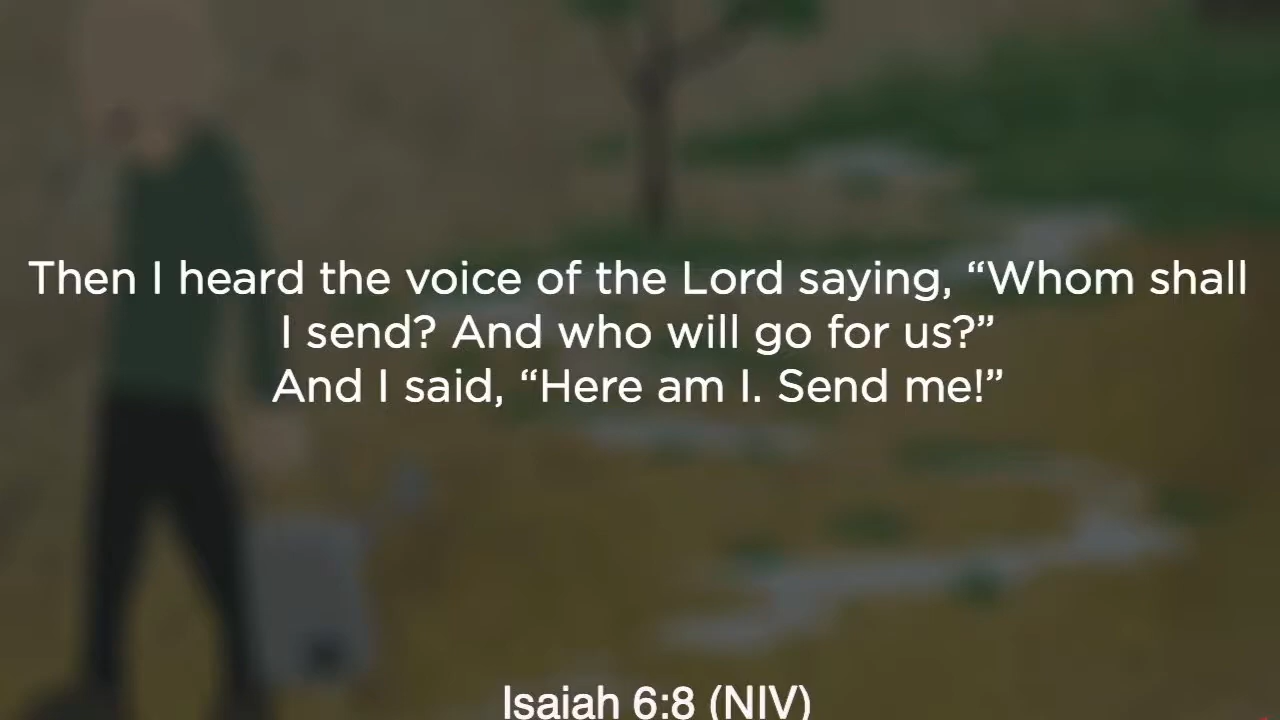 Then I heard the voice of the Lord saying, “Whom shall
I send? And who will go for us?”
And I said, “Here am I. Send me!”
Isaiah 6:8 (NIV)